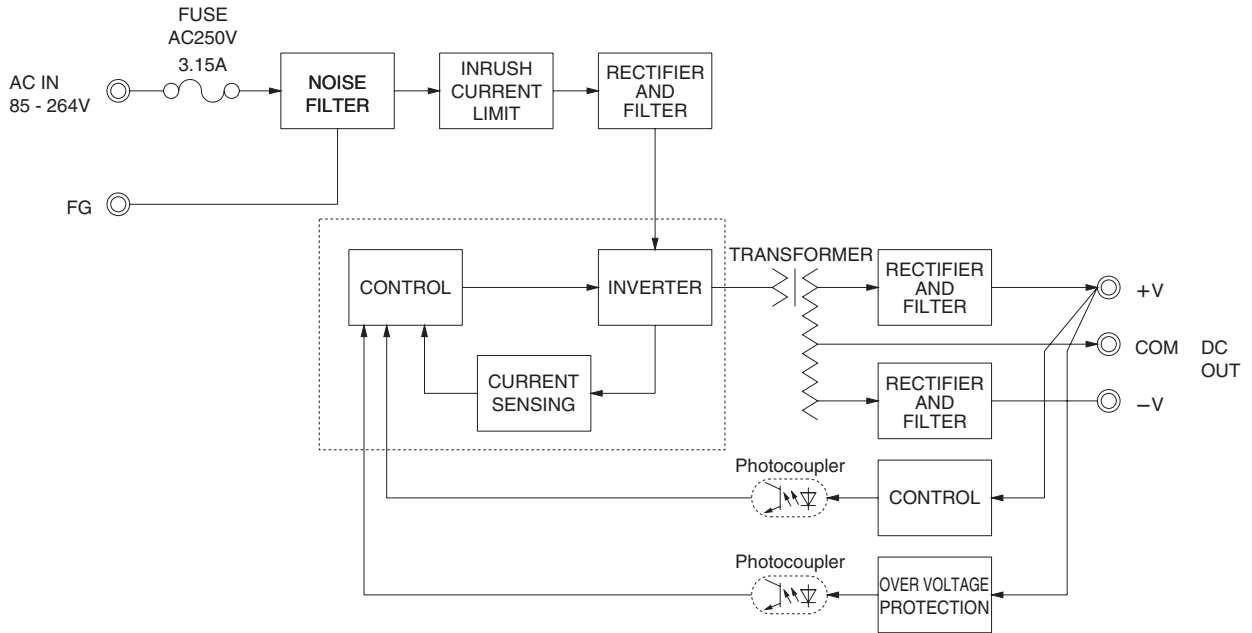 FUSE
AC250V
3.15A
AC IN
85 - 264V
NOISE
FILTER
INRUSH
CURRENT
LIMIT
RECTIFIER
AND
FILTER
FG
CONTROL
INVERTER
CURRENT
SENSING
TRANSFORMER
RECTIFIER
AND
FILTER
+V
COM
DC
OUT
RECTIFIER
AND
FILTER
−V
Photocoupler
CONTROL
Photocoupler
OVER VOLTAGE
PROTECTION